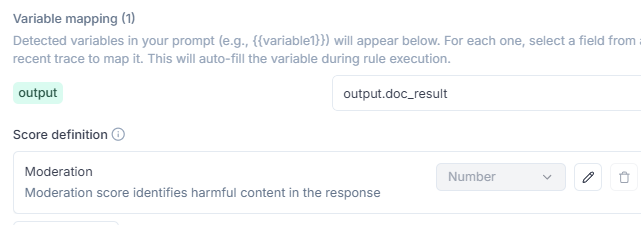 Variable mapping (1)
Detected variables in your prompt (e.g., {{variable1}}) will appear below. For each one, select a field from
recent trace to map it. This will auto-fill the variable during rule execution.
output
output.doc_result
Score definition
Moderation
Number
Moderation score identifies harmful content in the response